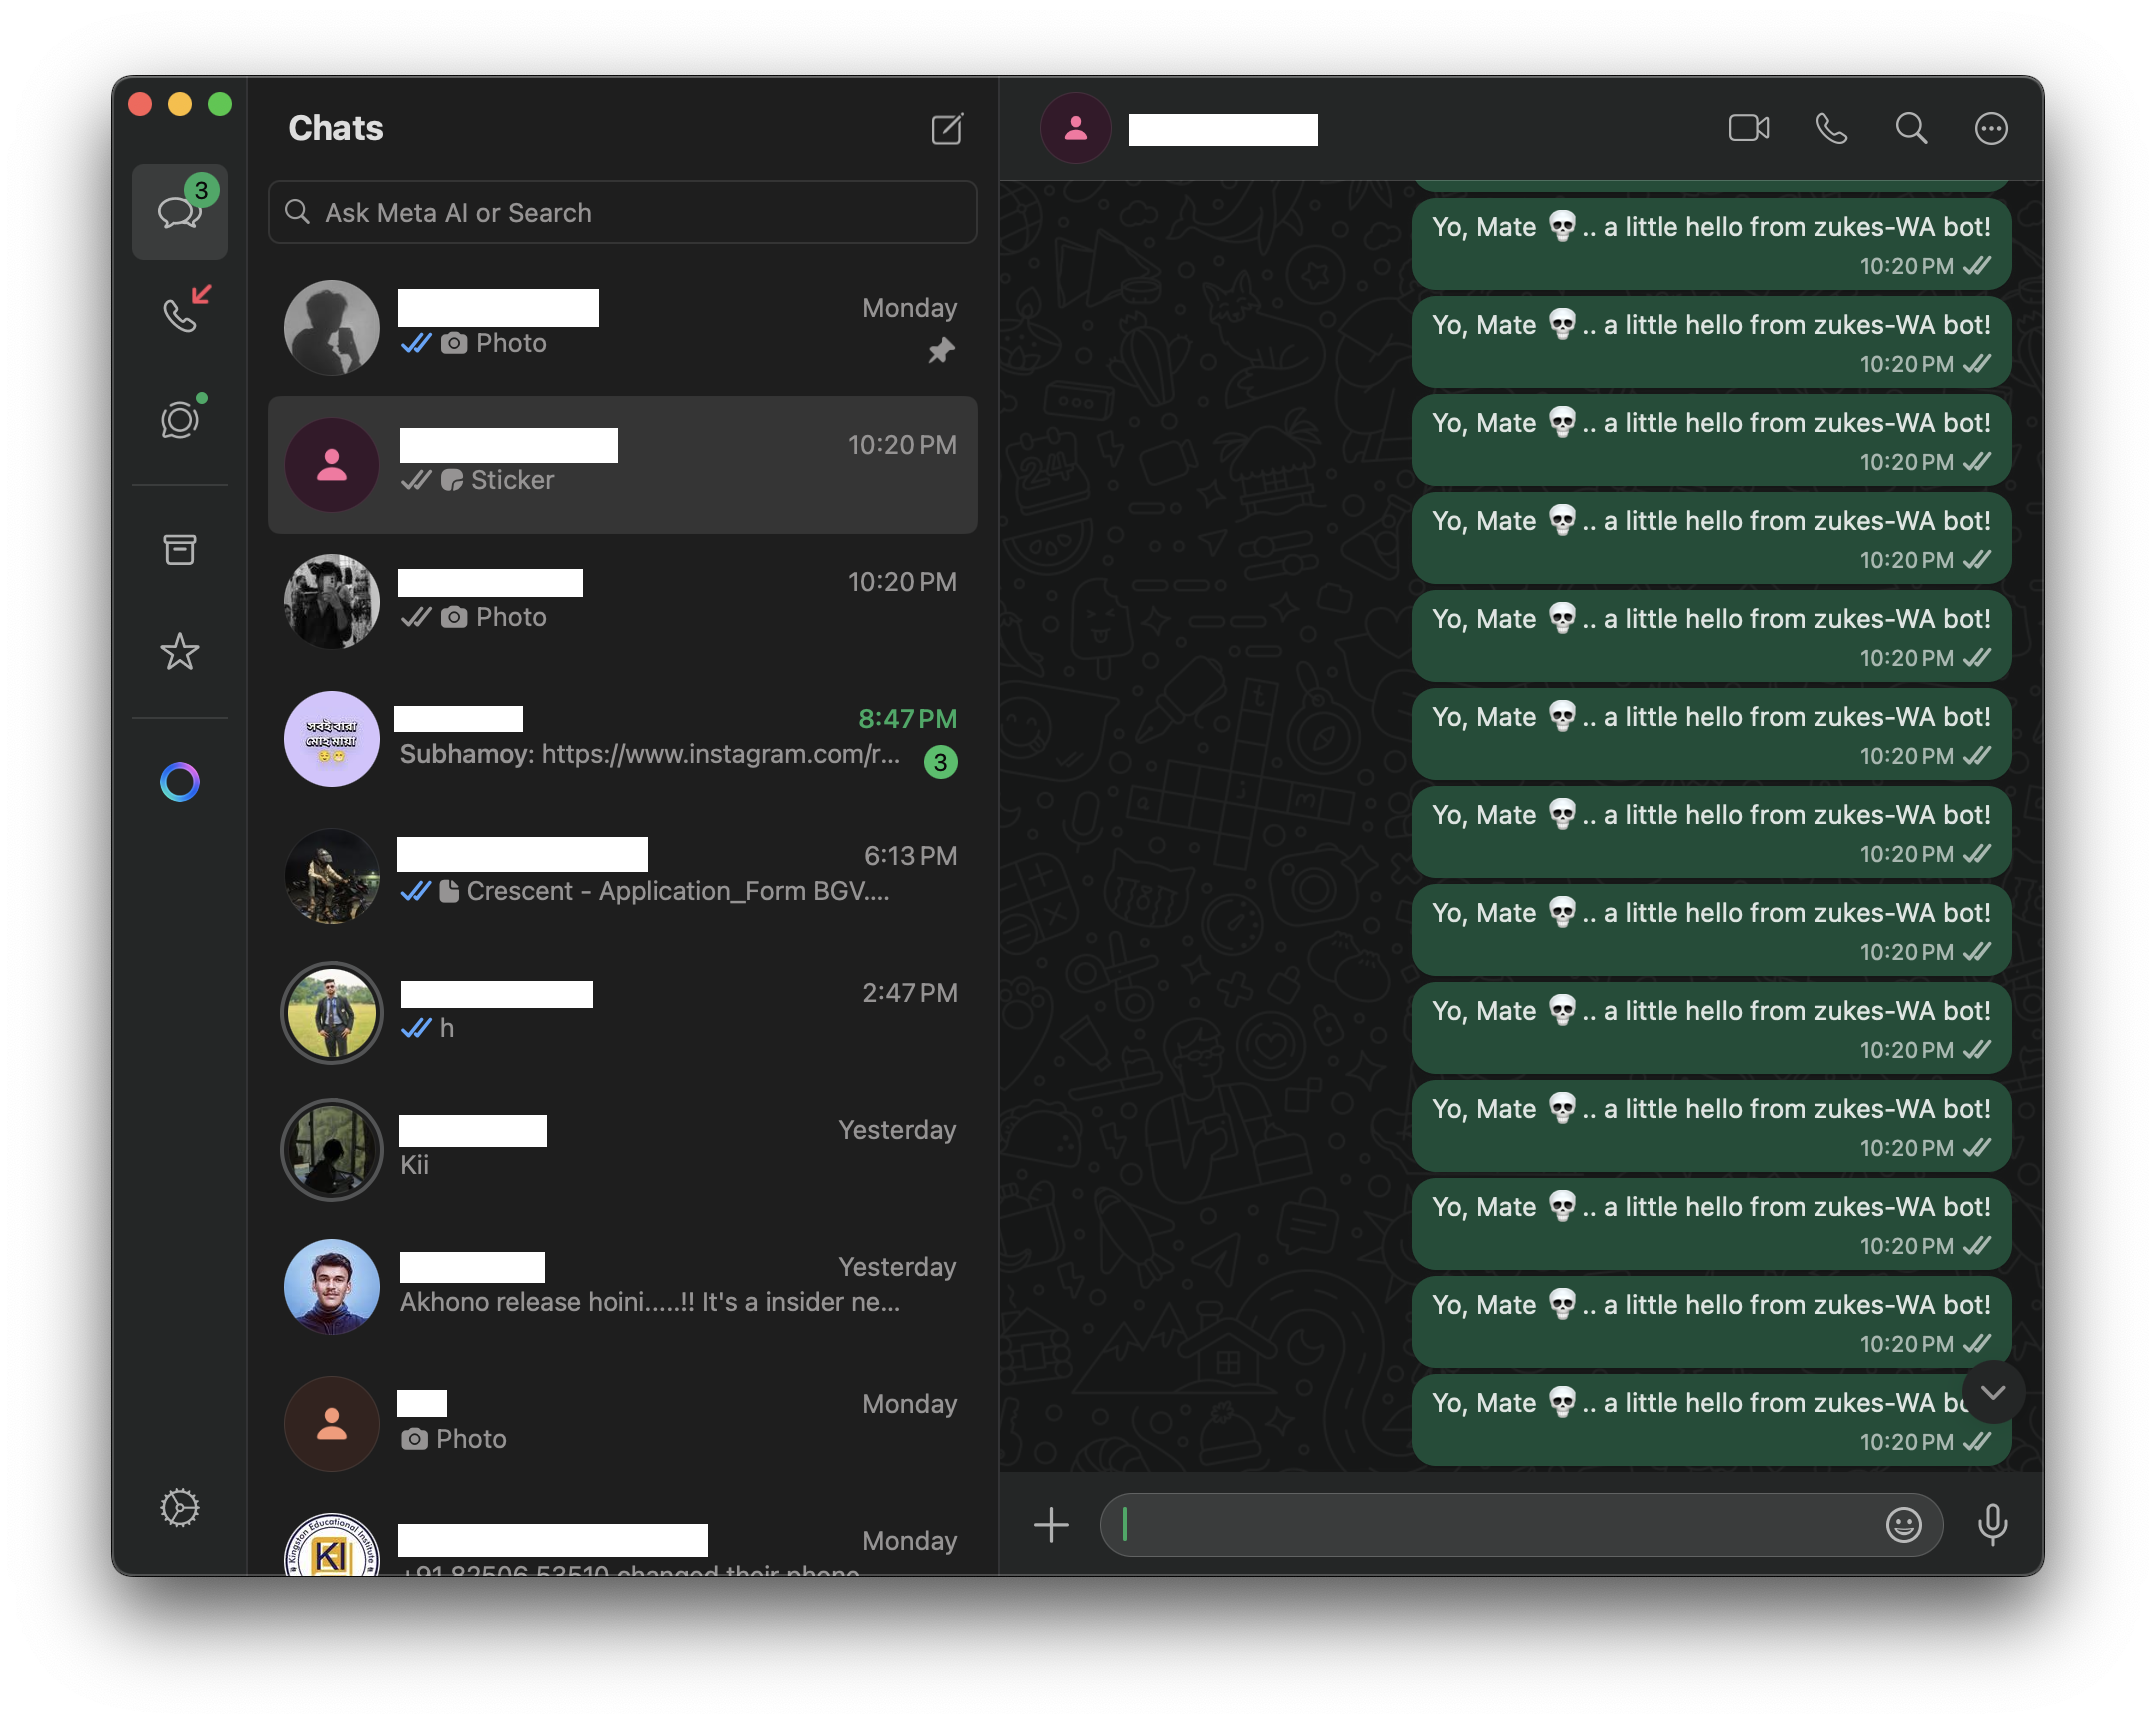 Chats
3
Ask Meta AI or Search
Monday
Photo
10:20 PM
Sticker
10:20 PM
Photo
সবই বাবা
মোহ মায়া
8:47 PM
Subhamoy: https://www.instagram.com/r...
3
6:13 PM
Crescent - Application_Form BGV....
2:47 PM
h
Yesterday
Kii
Yesterday
Akhono release hoini.....!! It's a insider ne...
Monday
Photo
Kingston Educational Institute
KI
Monday
+91 82506 53510 changed their phone
Yo, Mate 💀.. a little hello from zukes-WA bot!
10:20 PM
Yo, Mate 💀.. a little hello from zukes-WA bot!
10:20 PM
Yo, Mate 💀.. a little hello from zukes-WA bot!
10:20 PM
Yo, Mate 💀.. a little hello from zukes-WA bot!
10:20 PM
Yo, Mate 💀.. a little hello from zukes-WA bot!
10:20 PM
Yo, Mate 💀.. a little hello from zukes-WA bot!
10:20 PM
Yo, Mate 💀.. a little hello from zukes-WA bot!
10:20 PM
Yo, Mate 💀.. a little hello from zukes-WA bot!
10:20 PM
Yo, Mate 💀.. a little hello from zukes-WA bot!
10:20 PM
Yo, Mate 💀.. a little hello from zukes-WA bot!
10:20 PM
Yo, Mate 💀.. a little hello from zukes-WA bot!
10:20 PM
Yo, Mate 💀.. a little hello from zukes-WA bot!
10:20 PM
Yo, Mate 💀.. a little hello from zukes-WA
10:20 PM